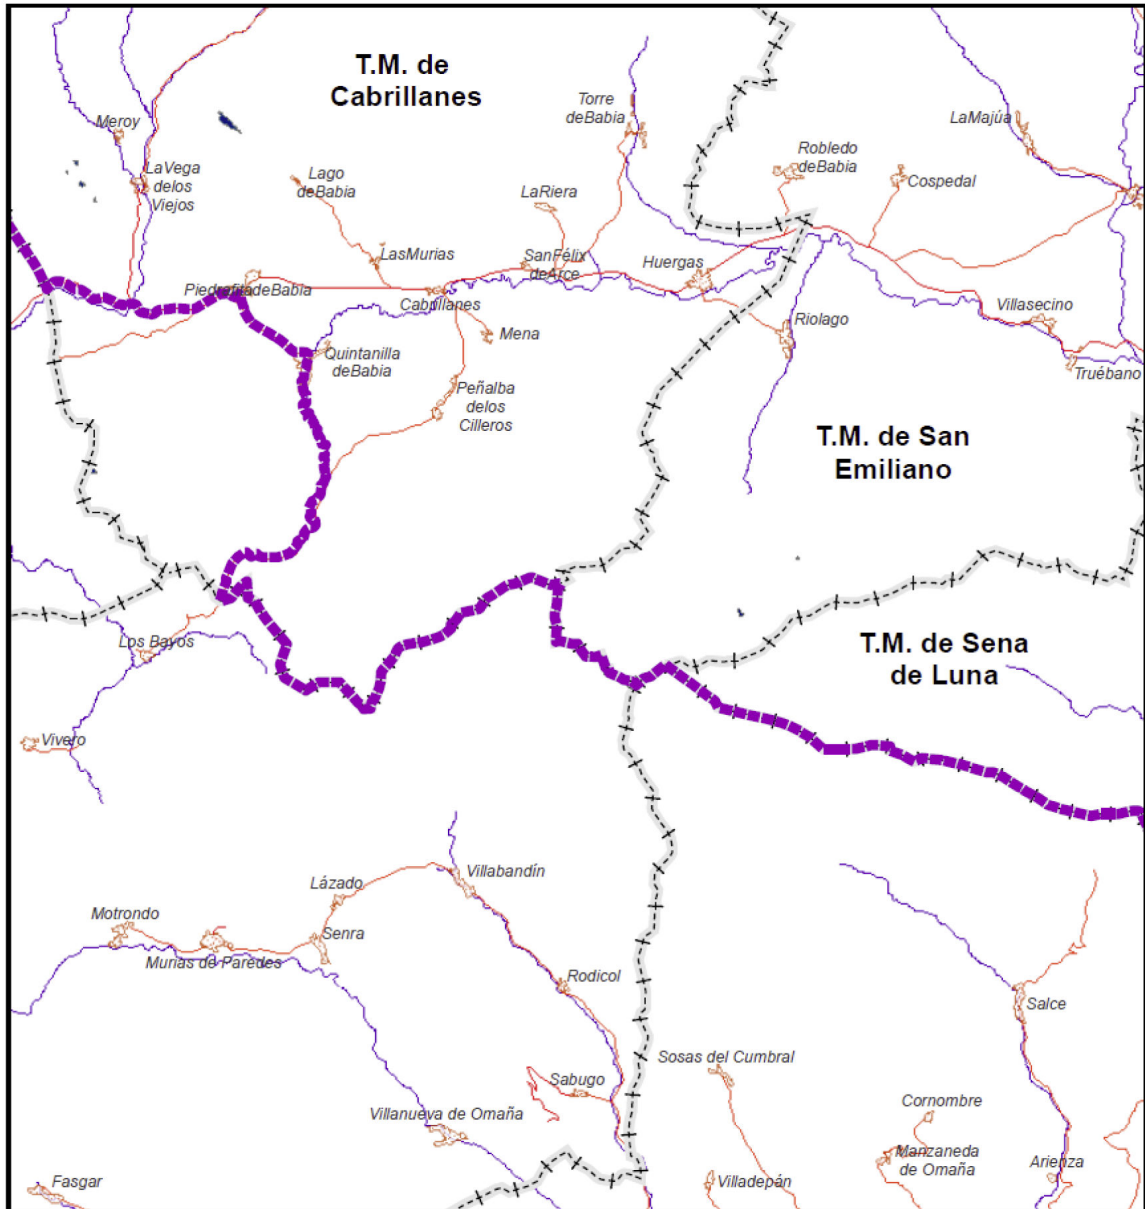 T.M. de
Cabrillanes
Torre
deBabia
Meroy
LaMajúa
Robledo
deBabia
LaVega
delos
Viejos
Lago
deBabia
Cospedal
LaRiera
LasMurias
SanFélix
deArce
Huergas
PiedrafitadeBabia
Cabrillanes
Villasecino
Riolago
Mena
Quintanilla
deBabia
Truébano
Peñalba
delos
Cilleros
T.M. de San
Emiliano
Los Bayos
T.M. de Sena
de Luna
Vivero
Villabandín
Lázado
Motrondo
Senra
Murias de Paredes
Rodicol
Salce
Sosas del Cumbral
Sabugo
Cornombre
Villanueva de Omaña
Manzaneda
de Omaña
Arienza
Fasgar
Villadepán